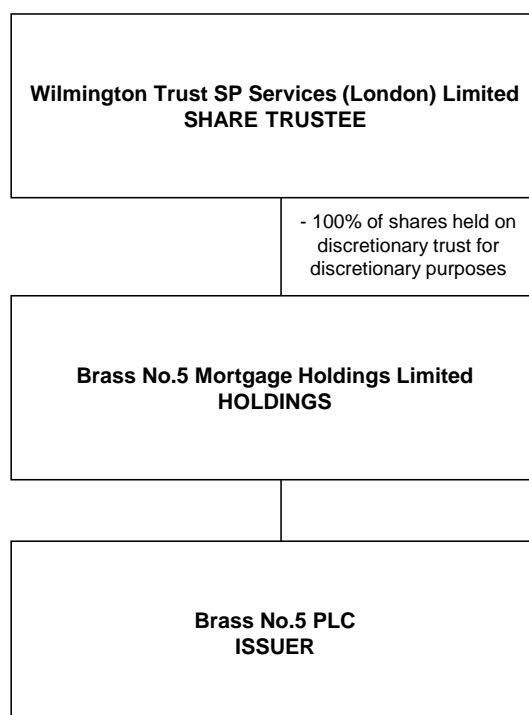 Wilmington Trust SP Services (London) Limited
SHARE TRUSTEE
- 100% of shares held on
discretionary trust for
discretionary purposes
Brass No.5 Mortgage Holdings Limited
HOLDINGS
Brass No.5 PLC
ISSUER